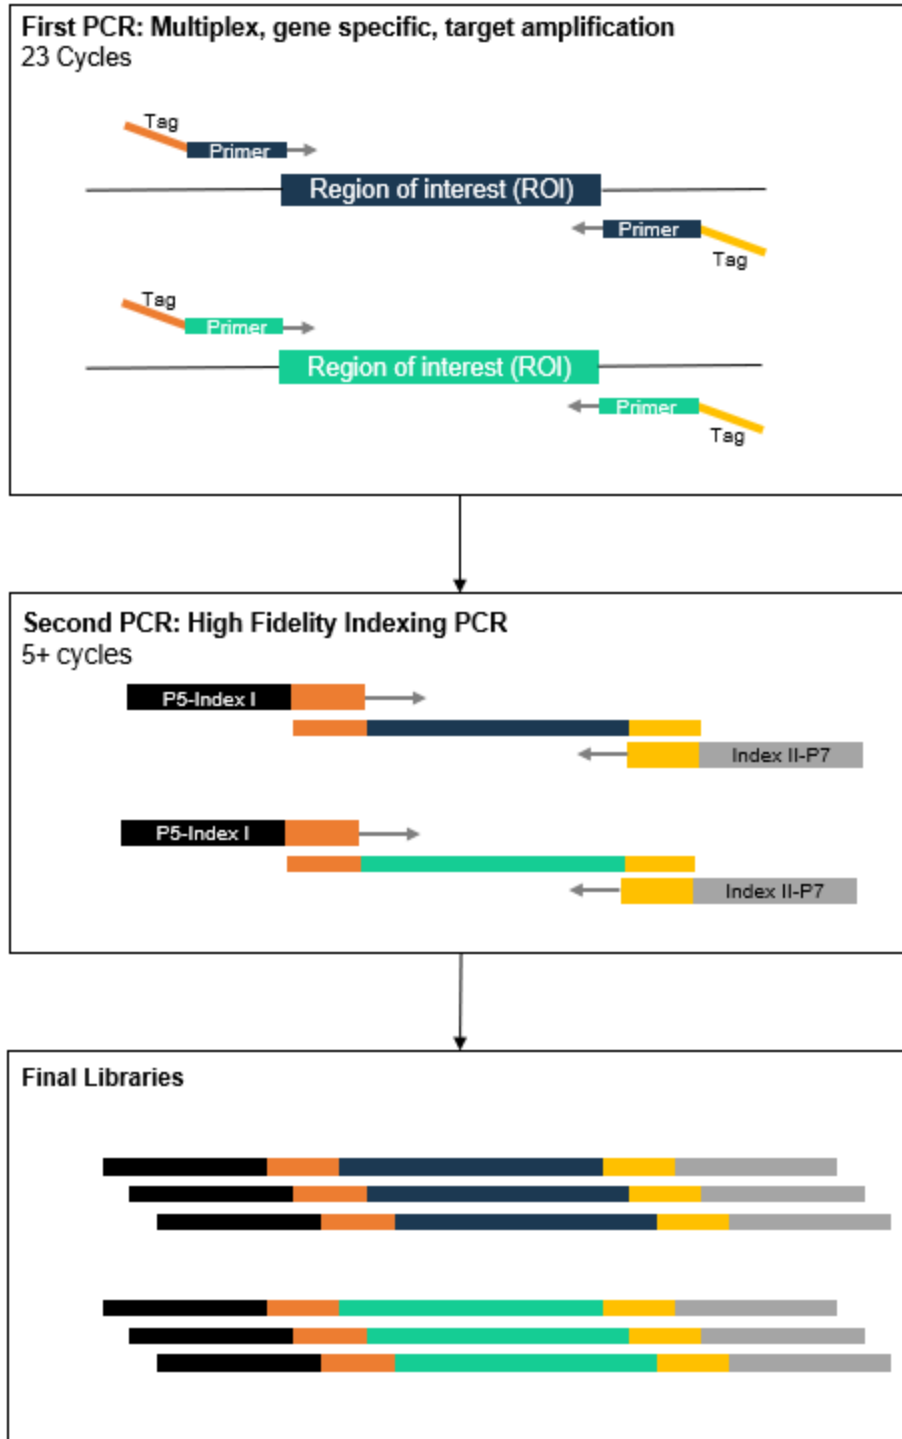 First PCR: Multiplex, gene specific, target amplification
23 Cycles
Tag
Primer
Region of interest (ROI)
Primer
Tag
Tag
Primer
Region of interest (ROI)
Primer
Tag
Second PCR: High Fidelity Indexing PCR
5+ cycles
P5-Index I
Index II-P7
P5-Index I
Index II-P7
Final Libraries